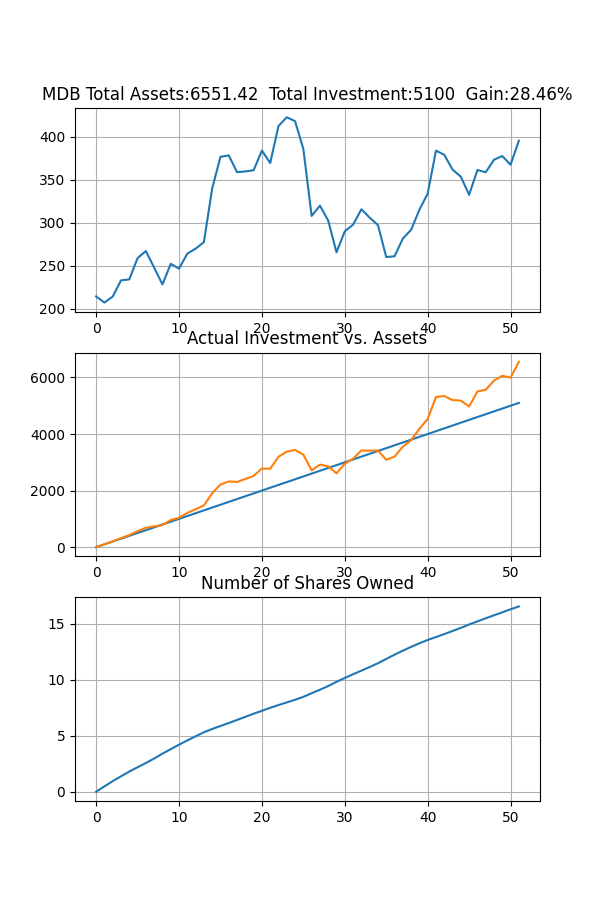 MDB Total Assets:6551.42  Total Investment:5100  Gain:28.46%
400
350
300
250
200
0 10 20 30 40 50
Actual Investment vs. Assets
6000
4000
2000
0
0 10 20 30 40 50
Number of Shares Owned
15
10
5
0
0 10 20 30 40 50